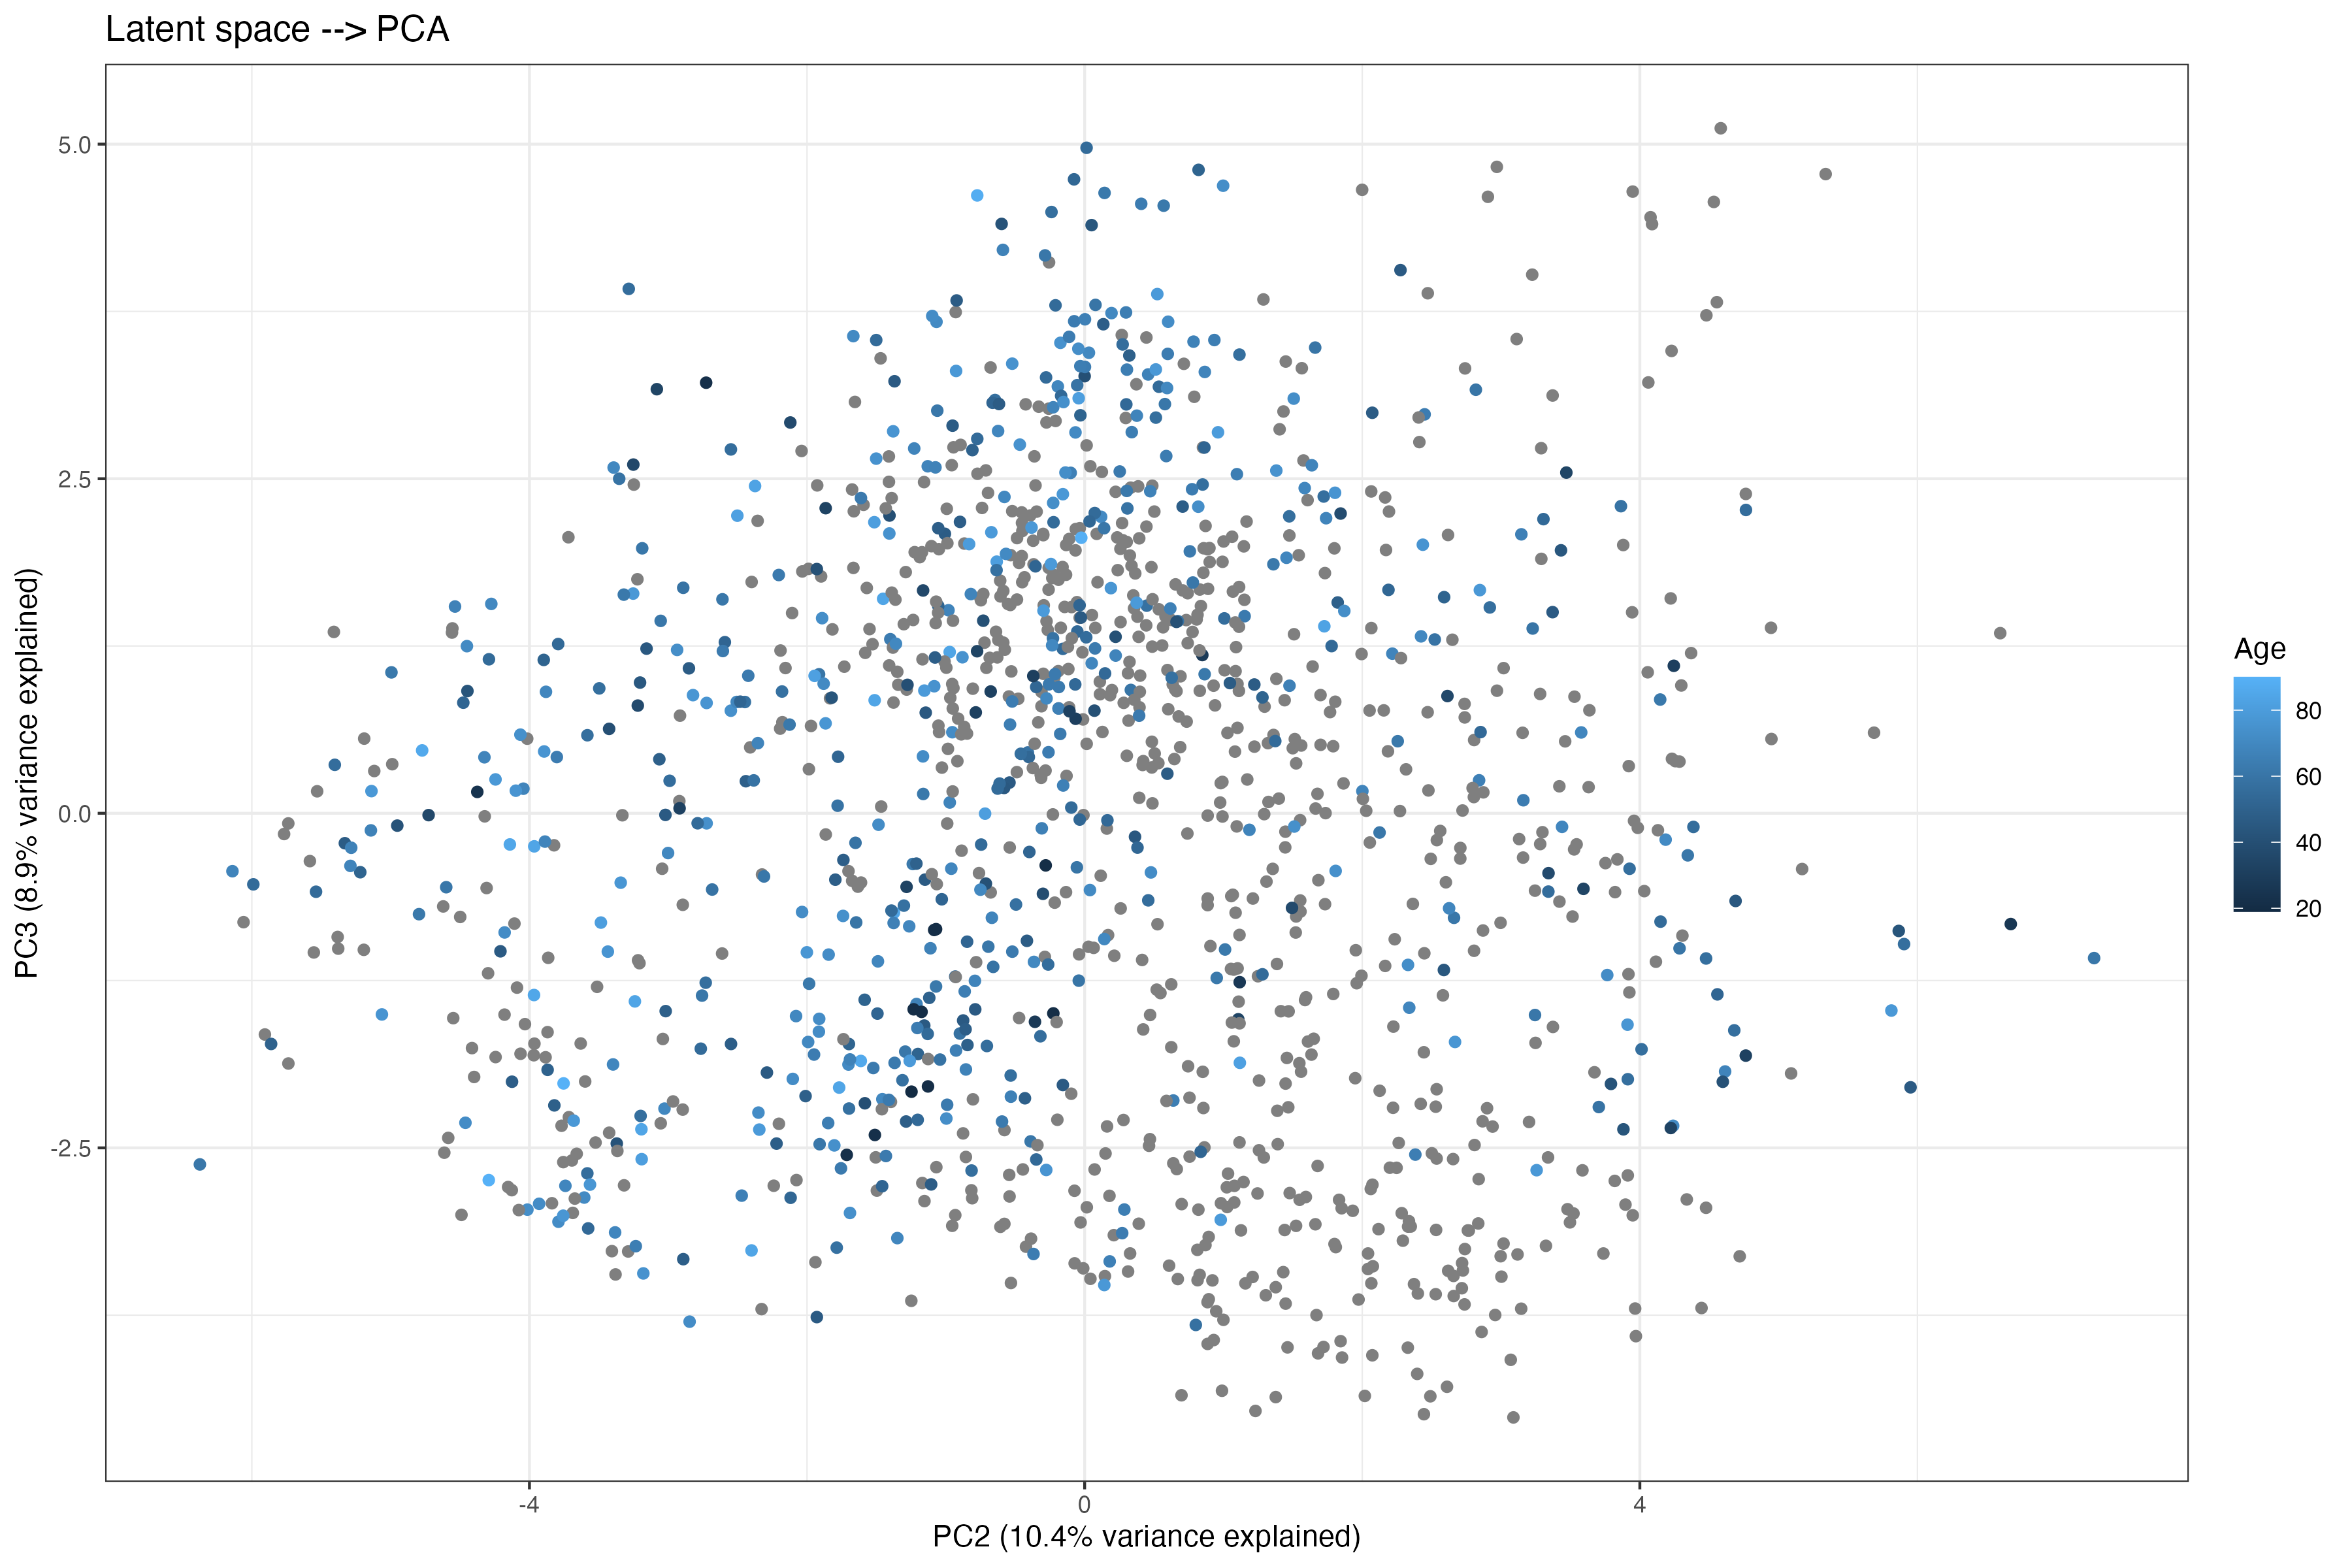 Latent space --> PCA
5.0
2.5
0.0
-2.5
PC3 (8.9% variance explained)
-4
0
4
PC2 (10.4% variance explained)
Age
80
60
40
20